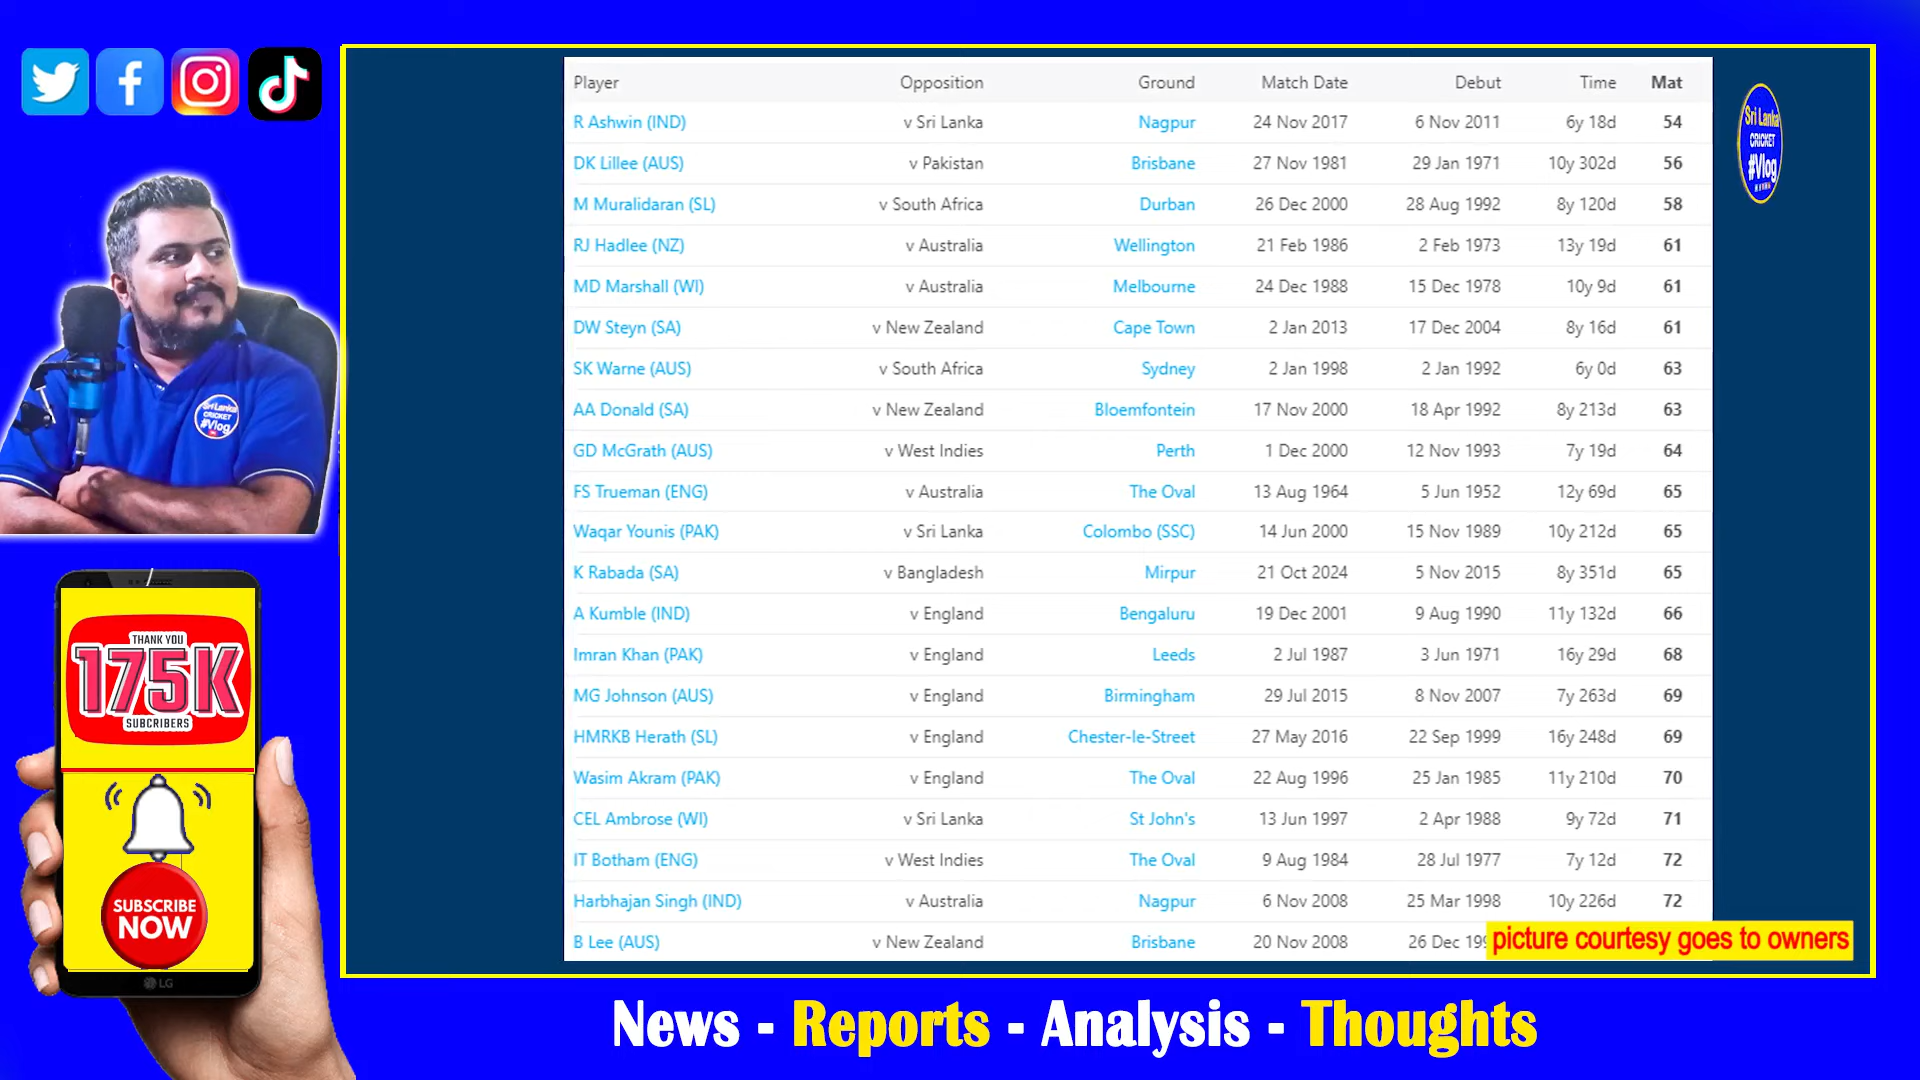 Player Opposition Ground Match Date Debut Time Mat
R Ashwin (IND) v Sri Lanka Nagpur 24 Nov 2017 6 Nov 2011 6y 18d 54
DK Lillee (AUS) v Pakistan Brisbane 27 Nov 1981 29 Jan 1971 10y 302d 56
M Muralidaran (SL) v South Africa Durban 26 Dec 2000 28 Aug 1992 8y 120d 58
RJ Hadlee (NZ) v Australia Wellington 21 Feb 1986 2 Feb 1973 13y 19d 61
MD Marshall (WI) v Australia Melbourne 24 Dec 1988 15 Dec 1978 10y 9d 61
DW Steyn (SA) v New Zealand Cape Town 2 Jan 2013 17 Dec 2004 8y 16d 61
SK Warne (AUS) v South Africa Sydney 2 Jan 1998 2 Jan 1992 6y 0d 63
AA Donald (SA) v New Zealand Bloemfontein 17 Nov 2000 18 Apr 1992 8y 213d 63
GD McGrath (AUS) v West Indies Perth 1 Dec 2000 12 Nov 1993 7y 19d 64
FS Trueman (ENG) v Australia The Oval 13 Aug 1964 5 Jun 1952 12y 69d 65
Waqar Younis (PAK) v Sri Lanka Colombo (SSC) 14 Jun 2000 15 Nov 1989 10y 212d 65
K Rabada (SA) v Bangladesh Mirpur 21 Oct 2024 5 Nov 2015 8y 351d 65
A Kumble (IND) v England Bengaluru 19 Dec 2001 9 Aug 1990 11y 132d 66
Imran Khan (PAK) v England Leeds 2 Jul 1987 3 Jun 1971 16y 29d 68
MG Johnson (AUS) v England Birmingham 29 Jul 2015 8 Nov 2007 7y 263d 69
HMRKB Herath (SL) v England Chester-le-Street 27 May 2016 22 Sep 1999 16y 248d 69
Wasim Akram (PAK) v England The Oval 22 Aug 1996 25 Jan 1985 11y 210d 70
CEL Ambrose (WI) v Sri Lanka St John's 13 Jun 1997 2 Apr 1988 9y 72d 71
IT Botham (ENG) v West Indies The Oval 9 Aug 1984 28 Jul 1977 7y 12d 72
Harbhajan Singh (IND) v Australia Nagpur 6 Nov 2008 25 Mar 1998 10y 226d 72
B Lee (AUS) v New Zealand Brisbane 20 Nov 2008 26 Dec
picture courtesy goes to owners
Sri Lanka
CRICKET
#Vlog
Sri Lanka
CRICKET
#Vlog
THANK YOU
175K
SUBCRIBERS
SUBSCRIBE
NOW
LG
News - Reports - Analysis - Thoughts